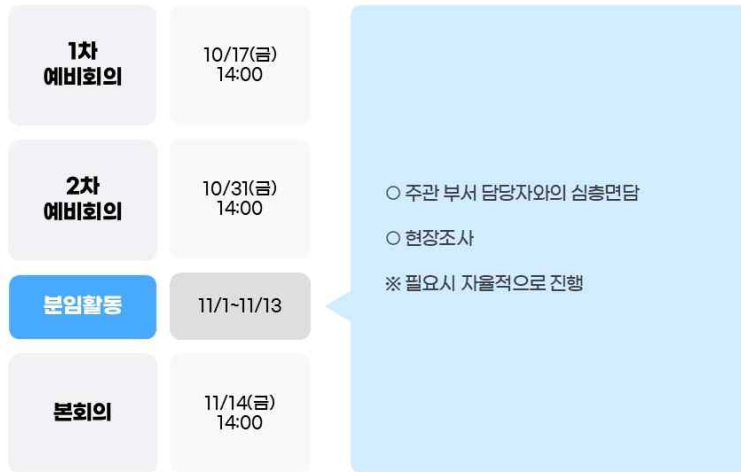 1차
예비회의
10/17(금)
14:00
2차
예비회의
10/31(금)
14:00
분임활동
11/1~11/13
○ 주관 부서 담당자와의 심층면담
○ 현장조사
※ 필요시 자율적으로 진행
본회의
11/14(금)
14:00